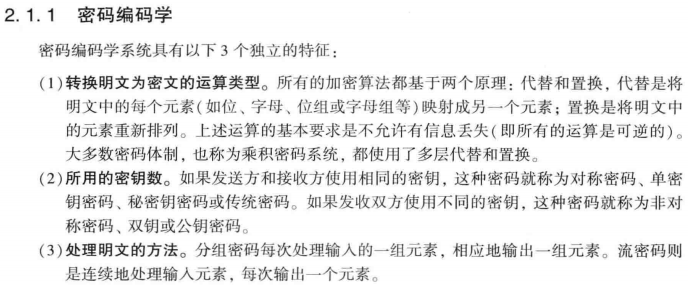 2.1.1 密码编码学
密码编码学系统具有以下 3 个独立的特征：
(1)转换明文为密文的运算类型。所有的加密算法都基于两个原理：代替和置换，代替是将
明文中的每个元素(如位、字母、位组或字母组等)映射成另一个元素；置换是将明文中
的元素重新排列。上述运算的基本要求是不允许有信息丢失(即所有的运算是可逆的)。
大多数密码体制，也称为乘积密码系统，都使用了多层代替和置换。
(2)所用的密钥数。如果发送方和接收方使用相同的密钥，这种密码就称为对称密码、单密
钥密码、秘密钥密码或传统密码。如果发收双方使用不同的密钥，这种密码就称为非对
称密码、双钥或公钥密码。
(3)处理明文的方法。分组密码每次处理输入的一组元素，相应地输出一组元素。流密码则
是连续地处理输入元素，每次输出一个元素。